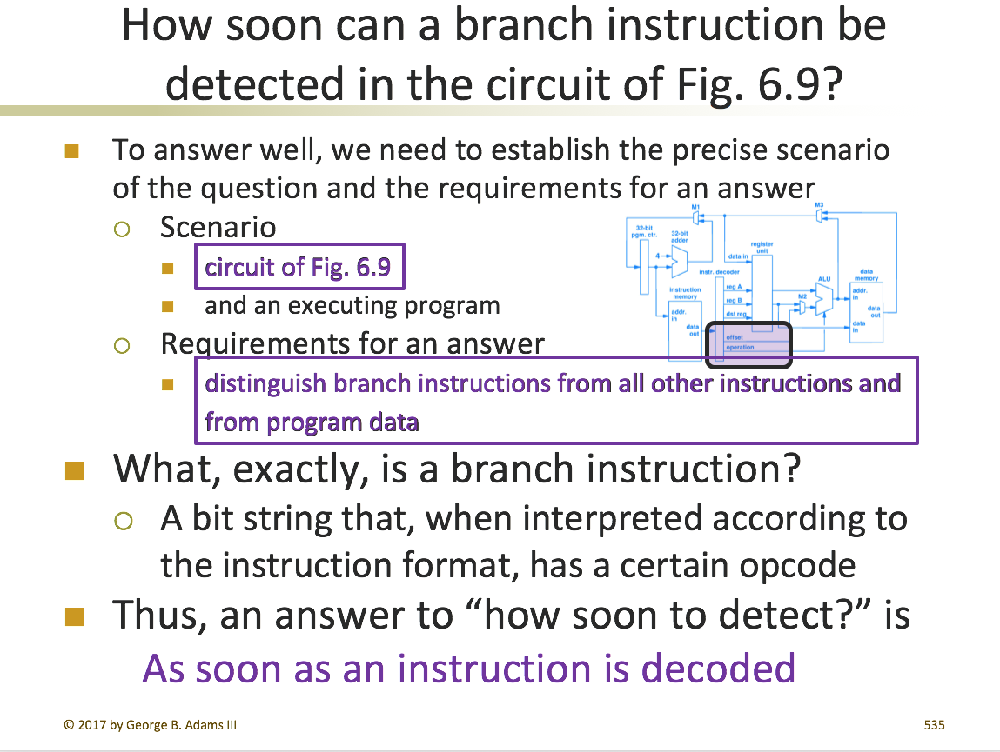 How soon can a branch instruction be
detected in the circuit of Fig. 6.9?
To answer well, we need to establish the precise scenario
of the question and the requirements for an answer
Scenario
circuit of Fig. 6.9
and an executing program
Requirements for an answer
distinguish branch instructions from all other instructions and
from program data
M1
M3
32-bit
pgm. ctr.
32-bit
adder
4
register
unit
data in
instr. decoder
reg A
reg B
dst reg
offset
operation
instruction
memory
addr.
in
data
out
M2
ALU
data
memory
addr.
in
data
out
data
in
What, exactly, is a branch instruction?
A bit string that, when interpreted according to
the instruction format, has a certain opcode
Thus, an answer to “how soon to detect?” is
As soon as an instruction is decoded
© 2017 by George B. Adams III
535